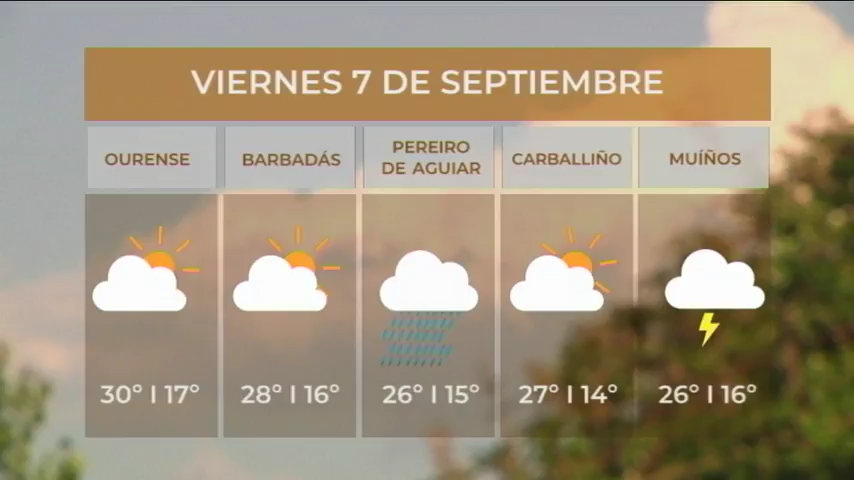 VIERNES 7 DE SEPTIEMBRE
OURENSE
BARBADÁS
PEREIRO
DE AGUIAR
CARBALLIÑO
MUÍÑOS
30° | 17°
28° | 16°
26° | 15°
27° | 14°
26° | 16°